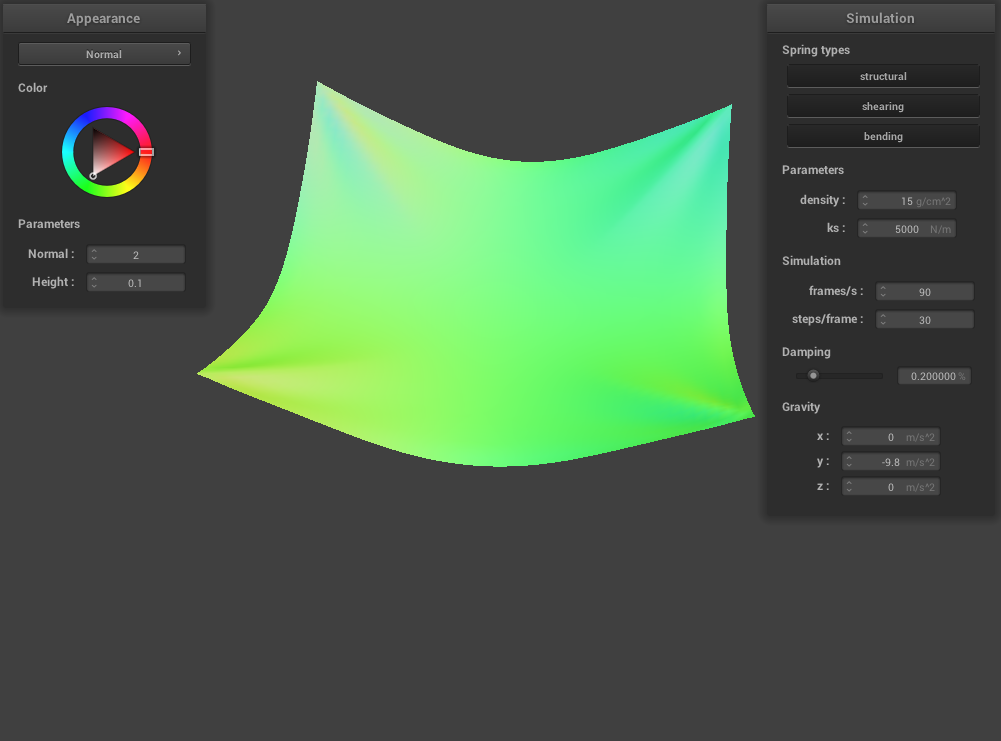 Appearance
Normal
Color
Parameters
Normal : 2
Height : 0.1
Simulation
Spring types
structural
shearing
bending
Parameters
density : 15 g/cm^2
ks : 5000 N/m
Simulation
frames/s : 90
steps/frame : 30
Damping
0.200000 %
Gravity
x : 0 m/s^2
y : -9.8 m/s^2
z : 0 m/s^2